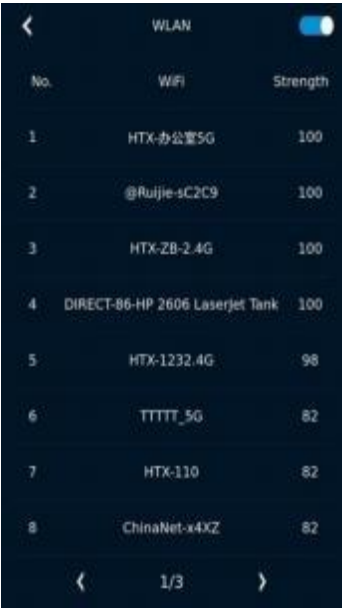 WLAN
No. WiFi Strength
1 HTX-办公室5G 100
2 @Ruijie-sC2C9 100
3 HTX-ZB-2.4G 100
4 DIRECT-86-HP 2606 LaserJet Tank 100
5 HTX-1232.4G 98
6 TTTTT_5G 82
7 HTX-110 82
8 ChinaNet-x4XZ 82
1/3